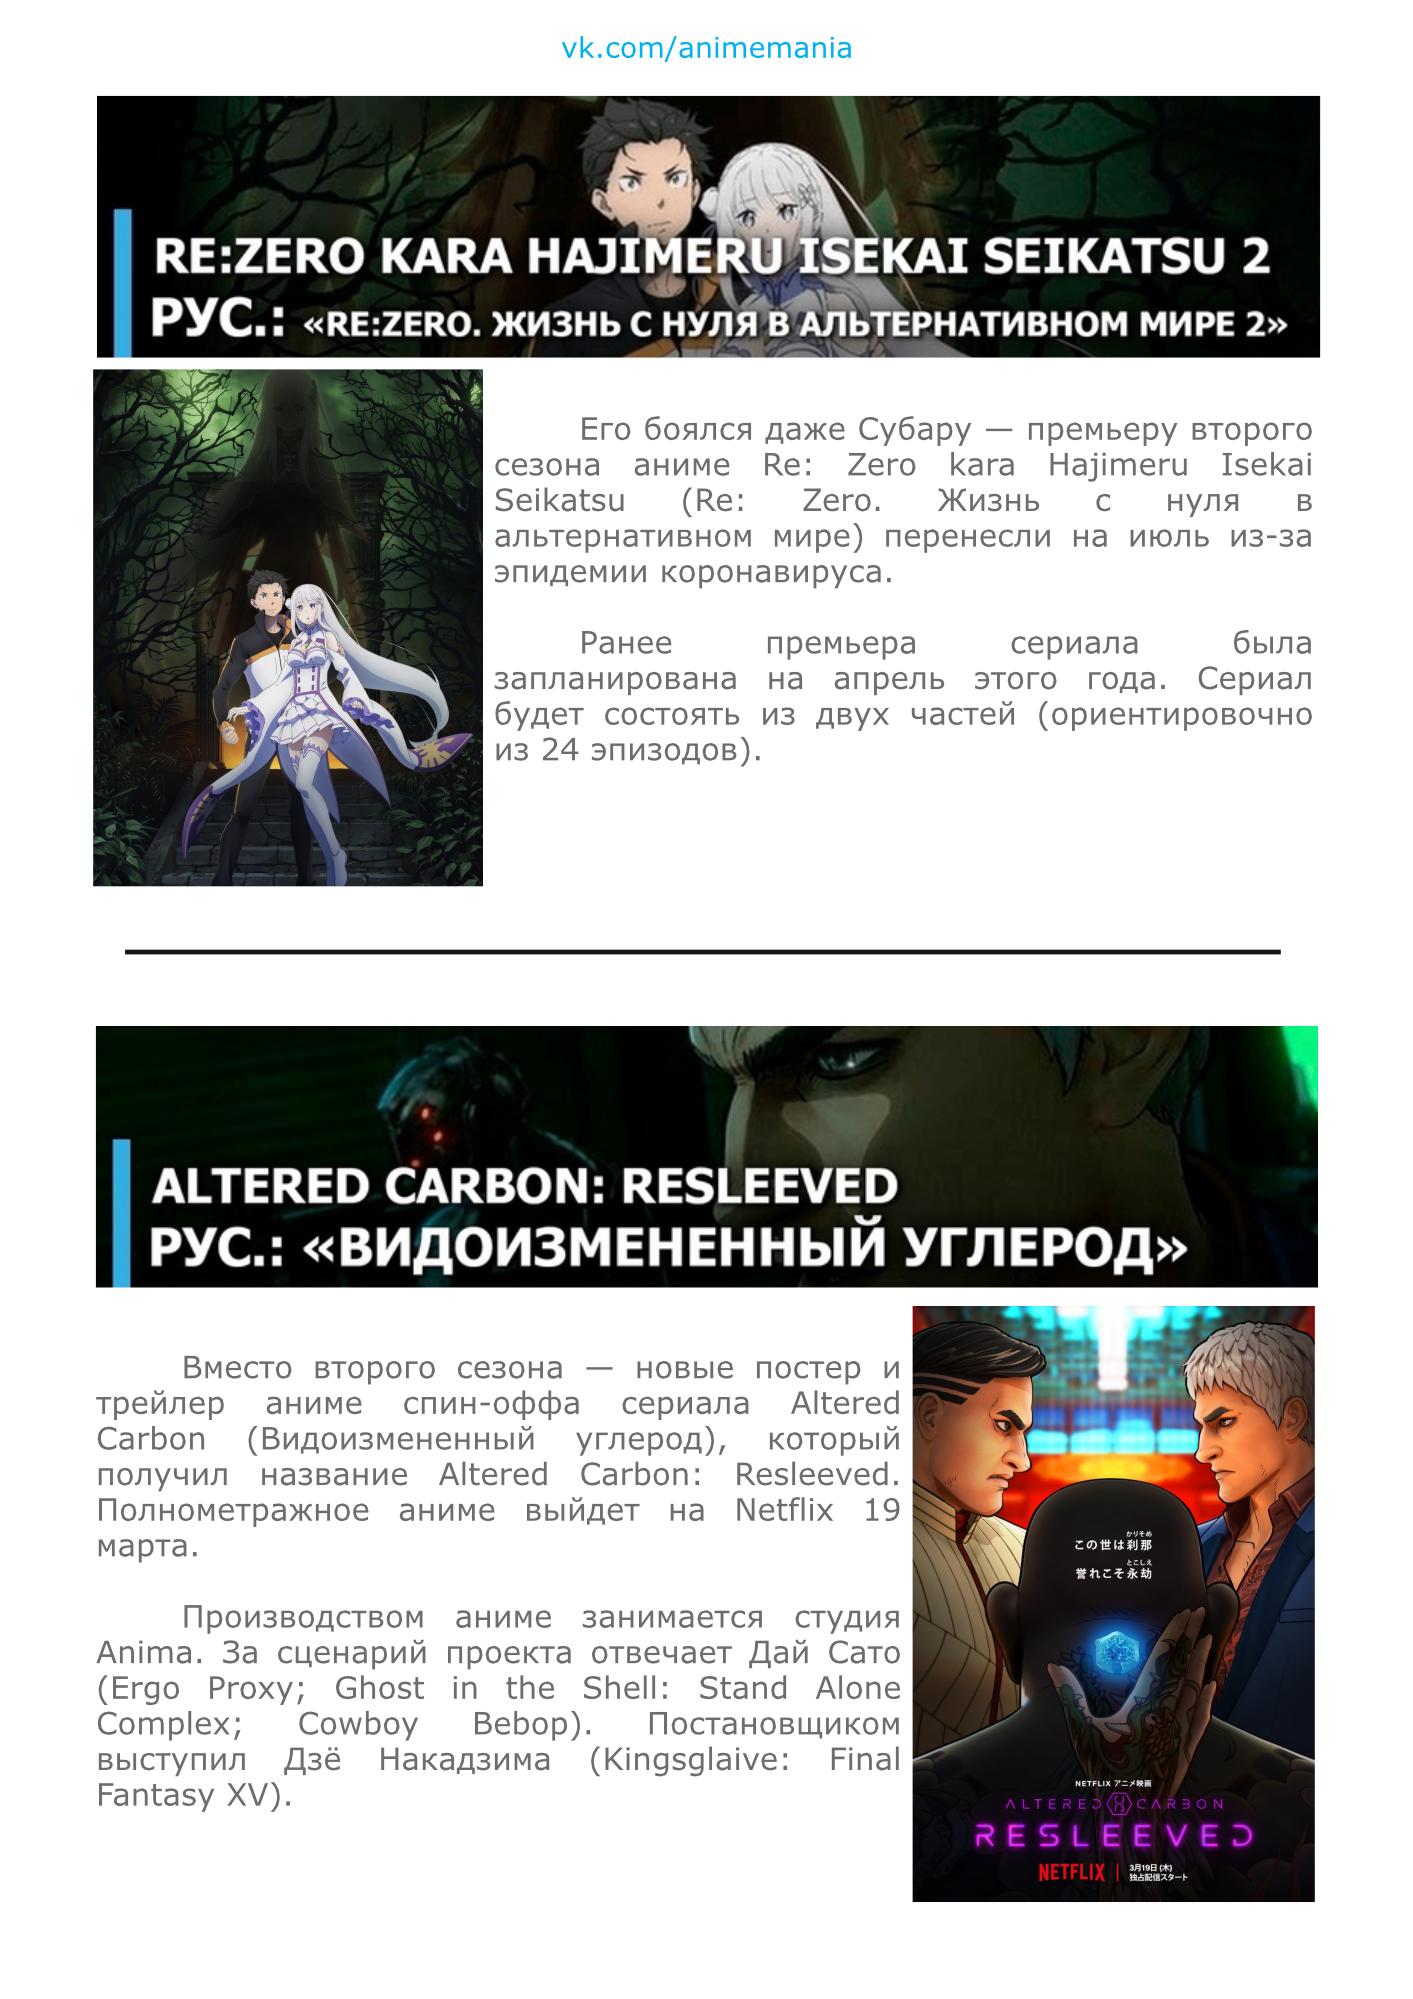 vk.com/animemania
RE:ZERO KARA HAJIMERU ISEKAI SEIKATSU 2
РУС.: «RE:ZERO. ЖИЗНЬ С НУЛЯ В АЛЬТЕРНАТИВНОМ МИРЕ 2»
Его боялся даже Субару — премьеру второго
сезона аниме Re: Zero kara Hajimeru Isekai
Seikatsu (Re: Zero. Жизнь с нуля в
альтернативном мире) перенесли на июль из-за
эпидемии коронавируса.
Ранее премьера сериала была
запланирована на апрель этого года. Сериал
будет состоять из двух частей (ориентировочно
из 24 эпизодов).
ALTERED CARBON: RESLEEVED
РУС.: «ВИДОИЗМЕНЕННЫЙ УГЛЕРОД»
Вместо второго сезона — новые постер и
трейлер аниме спин-оффа сериала Altered
Carbon (Видоизмененный углерод), который
получил название Altered Carbon: Resleeved.
Полнометражное аниме выйдет на Netflix 19
марта.
Производством аниме занимается студия
Anima. За сценарий проекта отвечает Дай Сато
(Ergo Proxy; Ghost in the Shell: Stand Alone
Complex; Cowboy Bebop). Постановщиком
выступил Дзё Накадзима (Kingsglaive: Final
Fantasy XV).
かりそめ
この世は刹那
とこしえ
誉れこそ永劫
NETFLIX アニメ映画
ALTERED CARBON
RESLEEVED
NETFLIX
3月19日 (木)
独占配信スタート